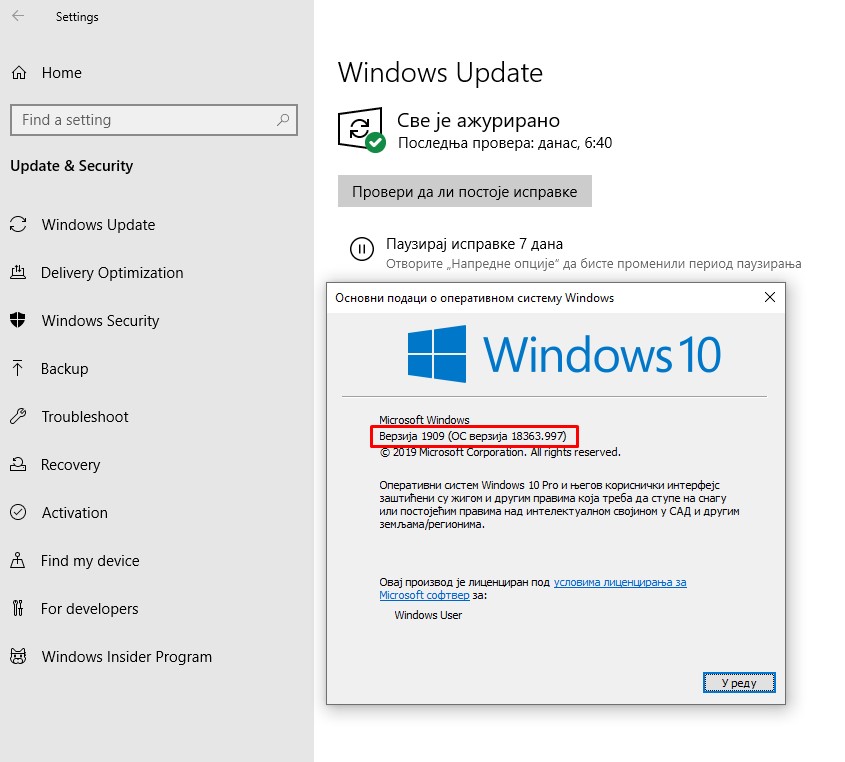 Settings
Home
Find a setting
Update & Security
Windows Update
Delivery Optimization
Windows Security
Backup
Troubleshoot
Recovery
Activation
Find my device
For developers
Windows Insider Program
Windows Update
Све је ажурирано
Последња провера: данас, 6:40
Провери да ли постоје исправке
Паузирај исправке 7 дана
Отворите „Напредне опције“ да бисте променили период паузирања
Основни подаци о оперативном систему Windows
Windows 10
Microsoft Windows
Верзија 1909 (ОС верзија 18363.997)
© 2019 Microsoft Corporation. All rights reserved.
Оперативни систем Windows 10 Pro и његов кориснички интерфејс
заштићени су жигом и другим правима која треба да ступе на снагу
или постојећим правима над интелектуалном својином у САД и другим
земљама/регионима.
Овај производ је лиценциран под условима лиценцирања за
Microsoft софтвер за:
Windows User
У реду